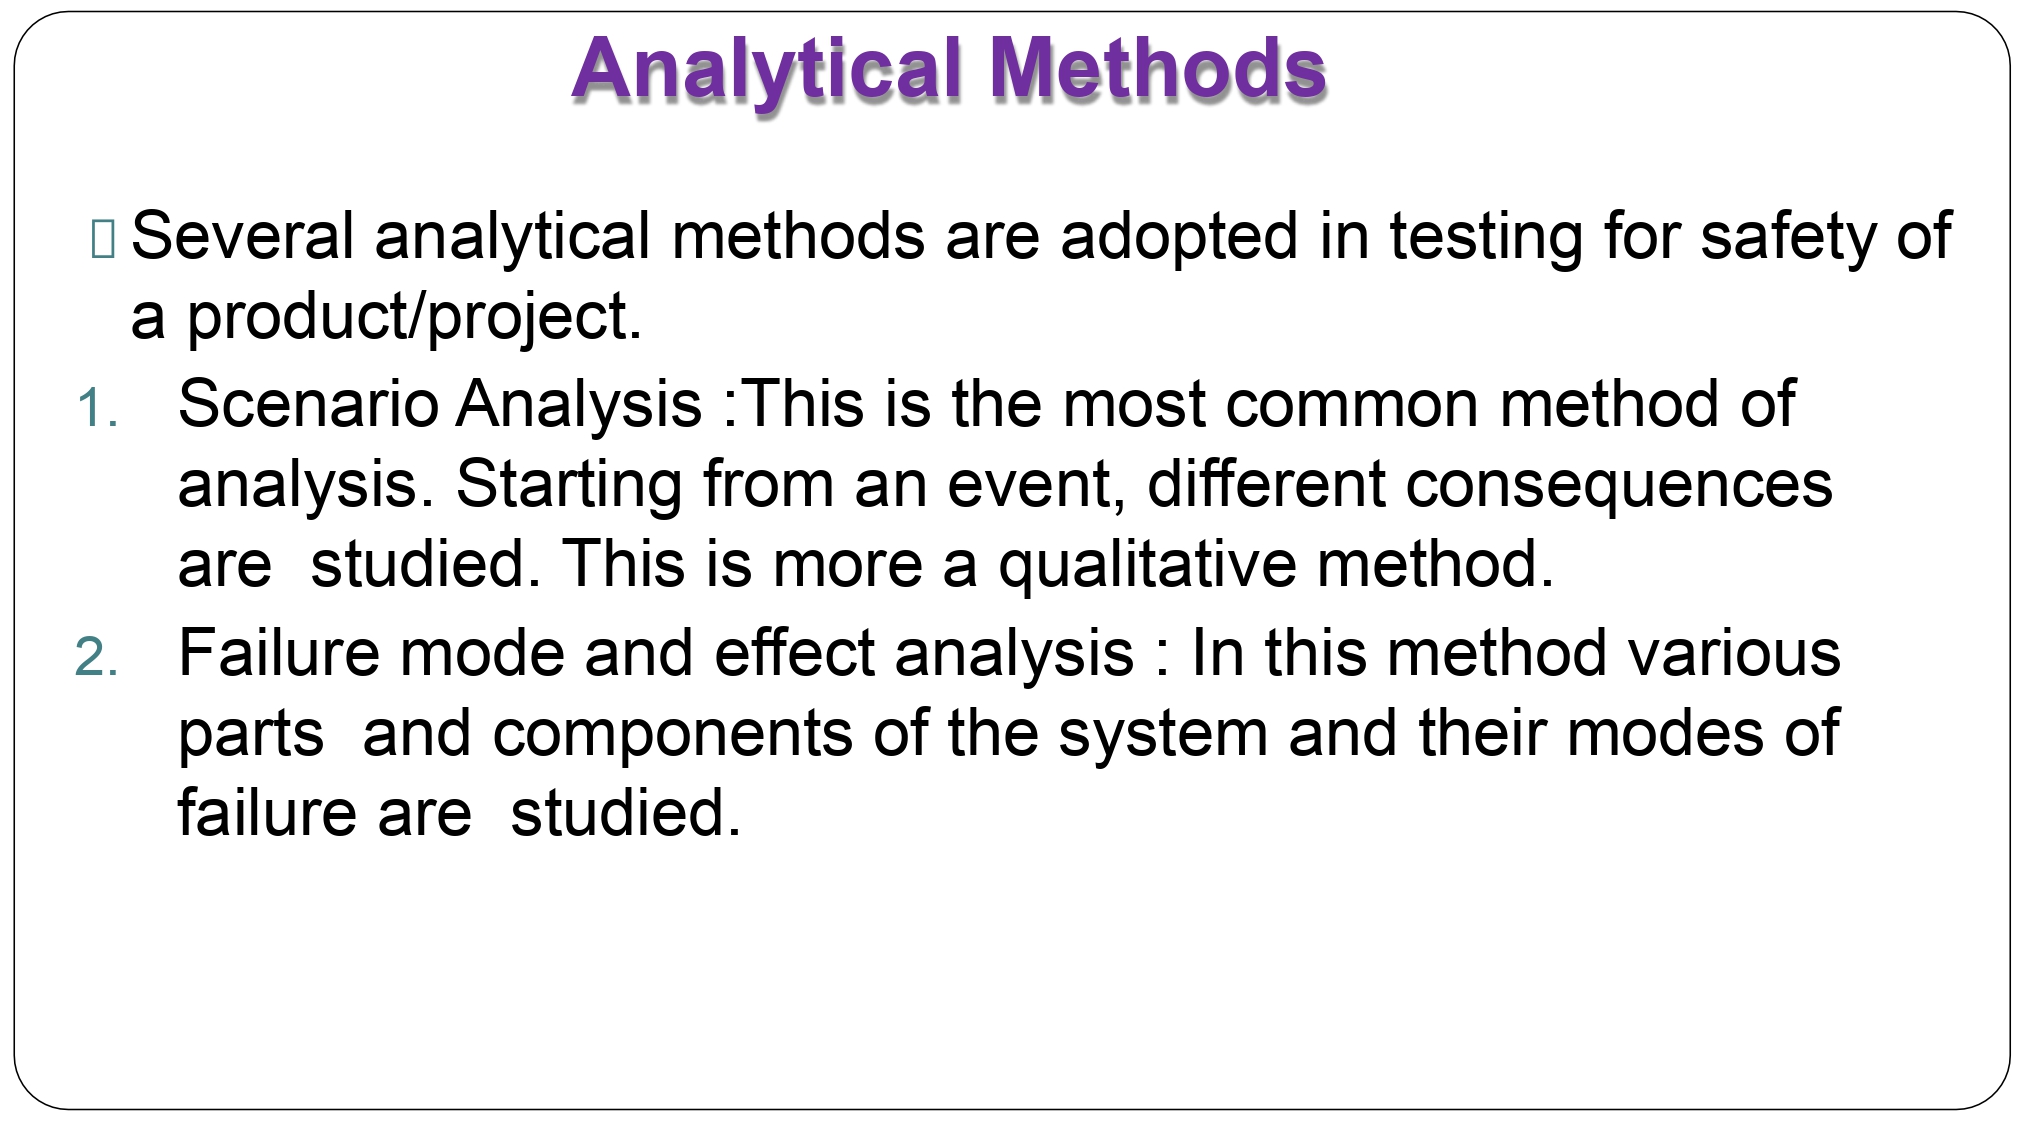 Analytical Methods
Several analytical methods are adopted in testing for safety of
a product/project.
1. Scenario Analysis :This is the most common method of
analysis. Starting from an event, different consequences
are  studied. This is more a qualitative method.
2. Failure mode and effect analysis : In this method various
parts  and components of the system and their modes of
failure are  studied.